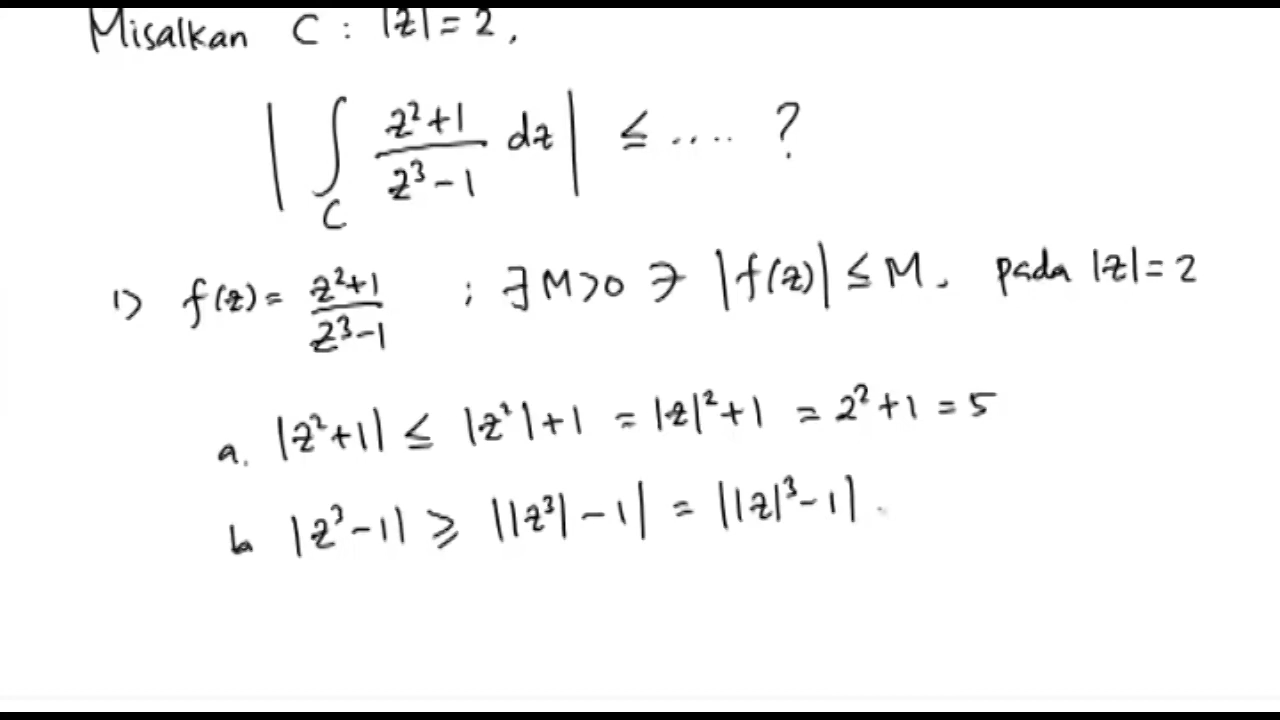 Misalkan C : |z| = 2,
| ∫_C (z²+1)/(z³−1) dz | ≤ .... ?
1) f(z) = (z²+1)/(z³−1) ; ∃ M>0 ∋ |f(z)| ≤ M, pada |z| = 2
a. |z²+1| ≤ |z²|+1 = |z|²+1 = 2²+1 = 5
b |z³−1| ≥ ||z³|−1| = ||z|³−1|